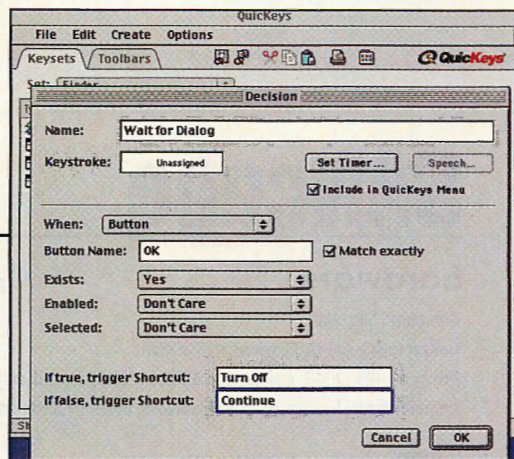 QuicKeys
File Edit Create Options
Keysets Toolbars QuicKeys
Set: Finder
Decision
Name: Wait for Dialog
Keystroke: Unassigned Set Timer... Speech...
Include in QuicKeys Menu
When: Button
Button Name: OK Match exactly
Exists: Yes
Enabled: Don't Care
Selected: Don't Care
If true, trigger Shortcut: Turn Off
If false, trigger Shortcut: Continue
Cancel OK